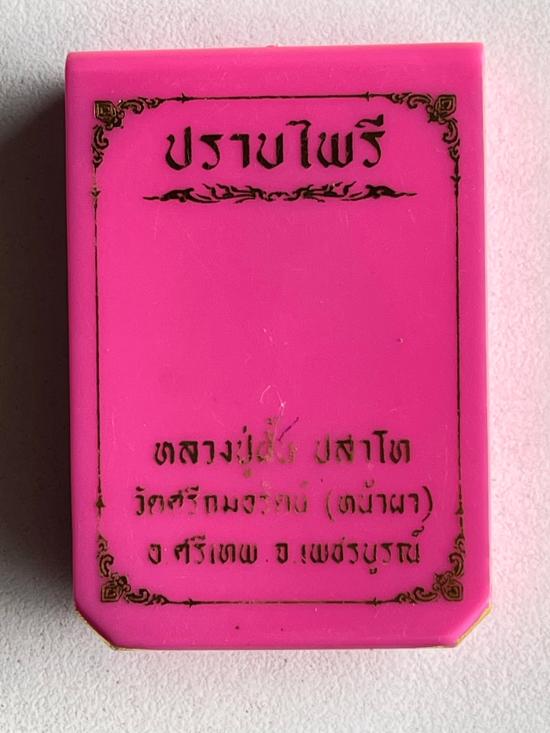 ปราบไพรี
หลวงปู่ ปสาโท
วัดศรีถมอรัตน์ (หน้าผา)
อ.ศรีเทพ.จ.เพชรบูรณ์